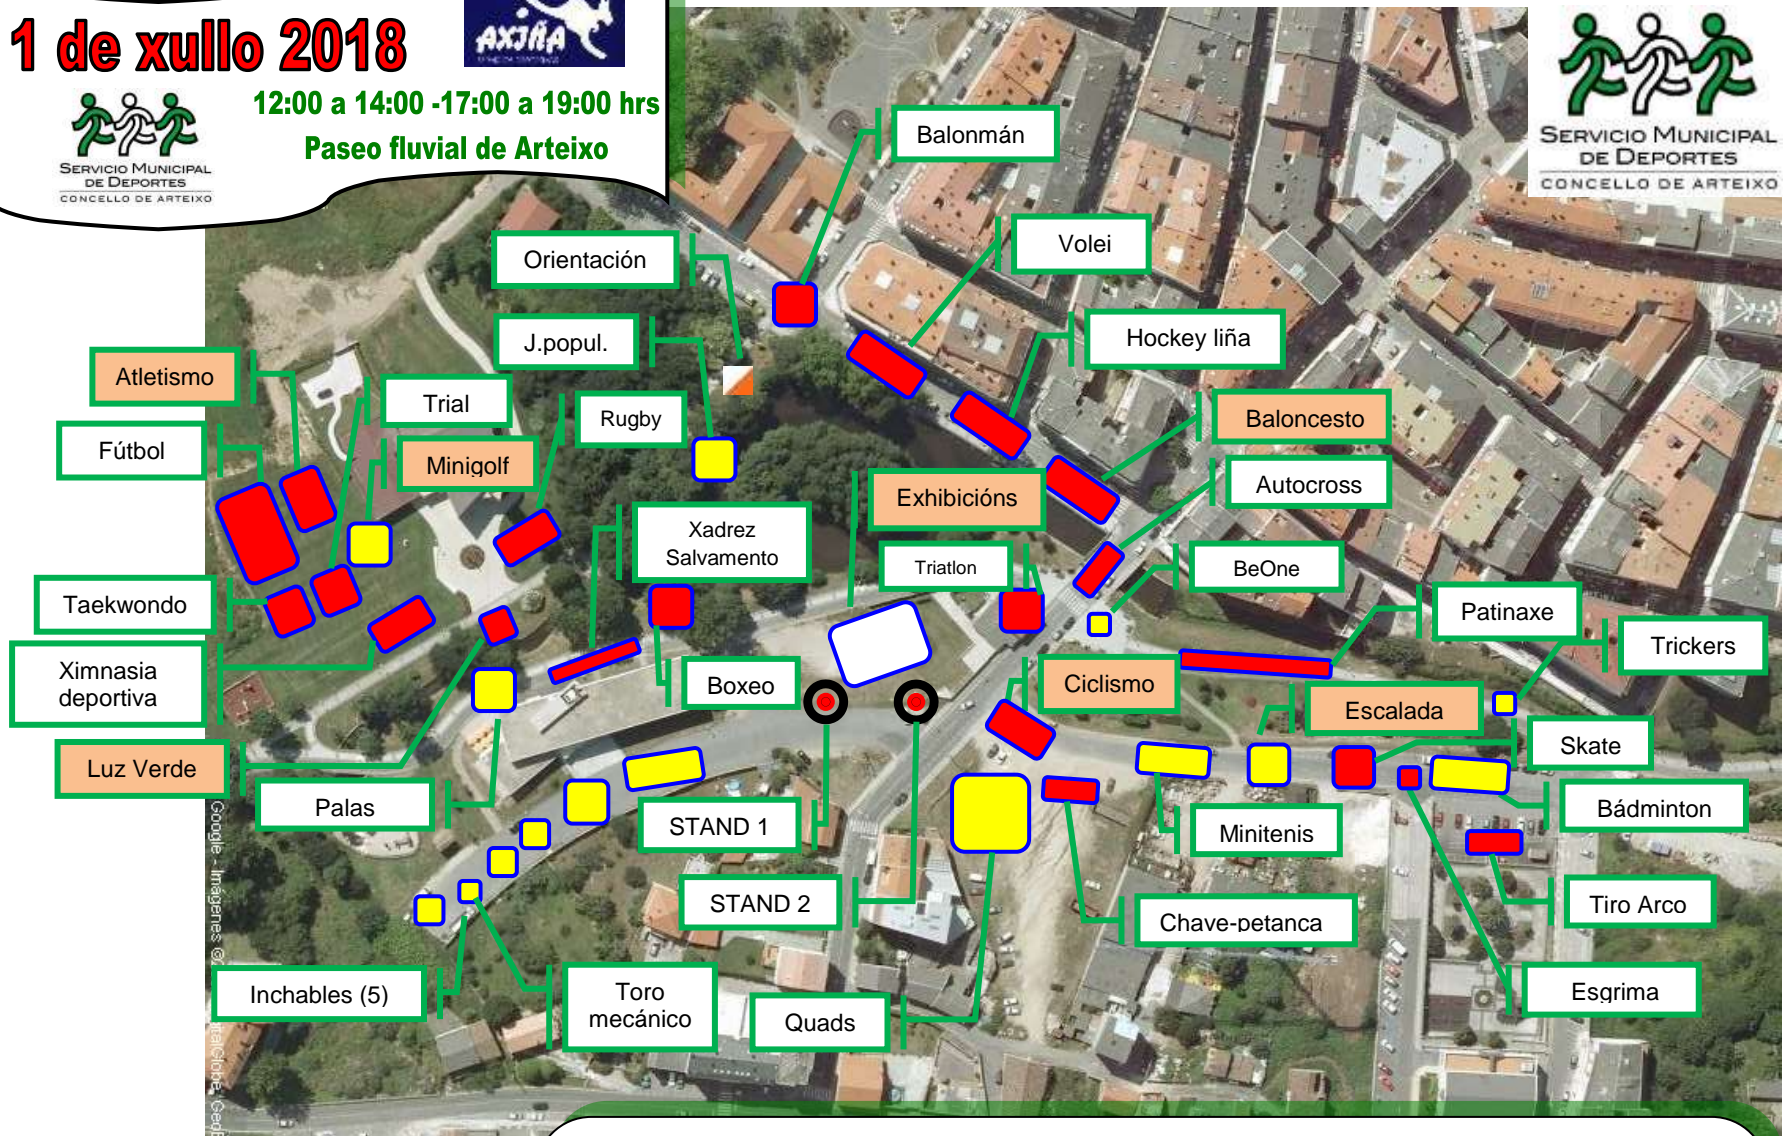 1 de xullo 2018
AXIÑA
12:00 a 14:00 -17:00 a 19:00 hrs
Paseo fluvial de Arteixo
SERVICIO MUNICIPAL
DE DEPORTES
CONCELLO DE ARTEIXO
SERVICIO MUNICIPAL
DE DEPORTES
CONCELLO DE ARTEIXO
Balonmán
Orientación
Volei
J.popul.
Hockey liña
Atletismo
Trial
Rugby
Baloncesto
Fútbol
Minigolf
Exhibicións
Autocross
Xadrez
Salvamento
Triatlon
BeOne
Taekwondo
Patinaxe
Trickers
Ximnasia
deportiva
Boxeo
Ciclismo
Escalada
Skate
Luz Verde
Palas
STAND 1
Minitenis
Bádminton
STAND 2
Chave-petanca
Tiro Arco
Inchables (5)
Toro
mecánico
Quads
Esgrima
Google - Imágenes ©